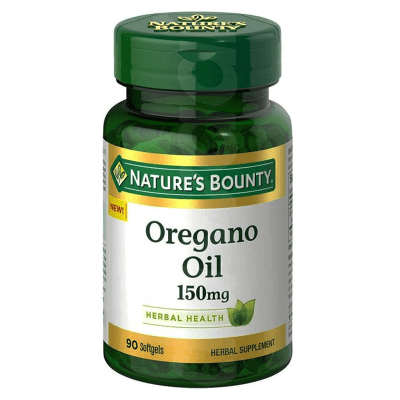 NATURE'S BOUNTY
NATURE'S BOUNTY®
NEW!
Oregano
Oil
150mg
HERBAL HEALTH
90 Softgels
HERBAL SUPPLEMENT